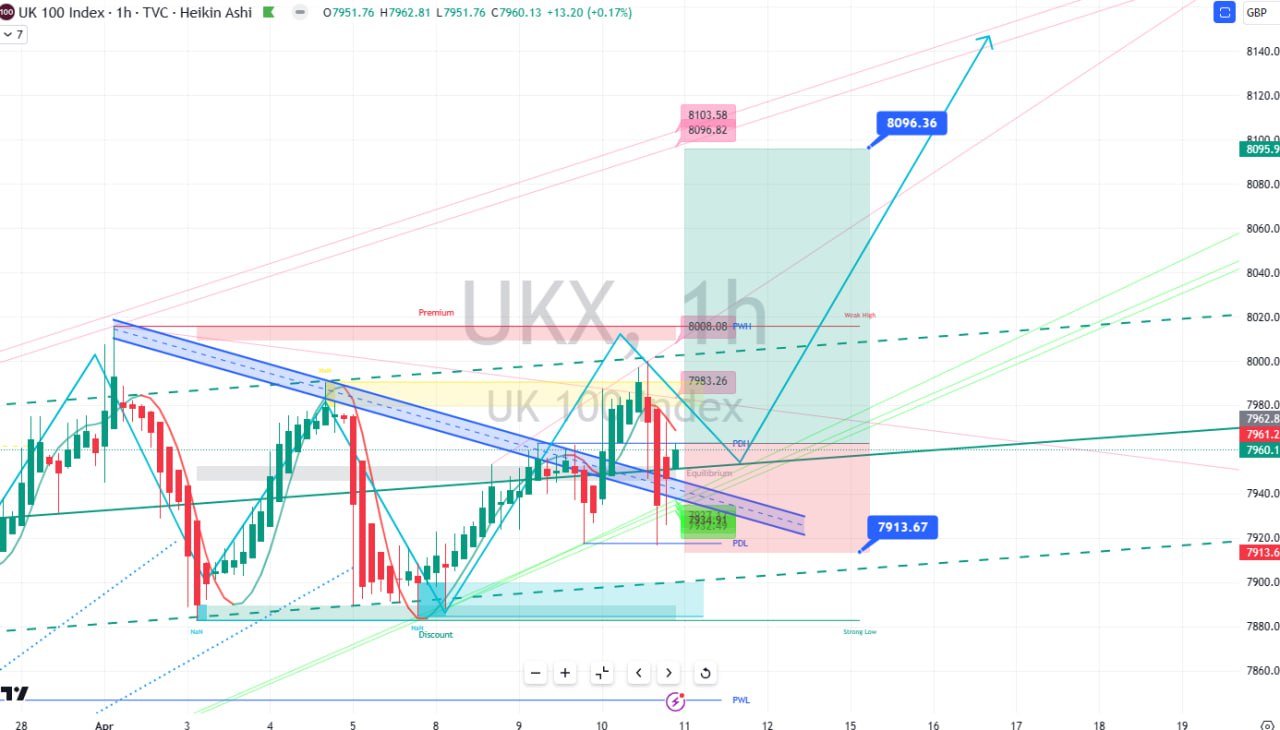 100 UK 100 Index · 1h · TVC · Heikin Ashi O7951.76 H7962.81 L7951.76 C7960.13 +13.20 (+0.17%)
GBP
7
8140.0
8120.0
8103.58
8096.82
8096.36
8100.0
8095.9
8080.0
8060.0
8040.0
UKX, 1h
Premium
Weak High
8020.0
8008.08 PWH
8000.0
7983.26
7980.0
UK 100 Index
7962.8
PDH
7961.2
7960.1
Equilibrium
7940.0
7934.91
7932.49
7913.67
7920.0
PDL
7913.6
7900.0
NaN
NaN
Discount
Strong Low
7880.0
7860.0
PWL
28 Apr 3 4 5 8 9 10 11 12 15 16 17 18 19